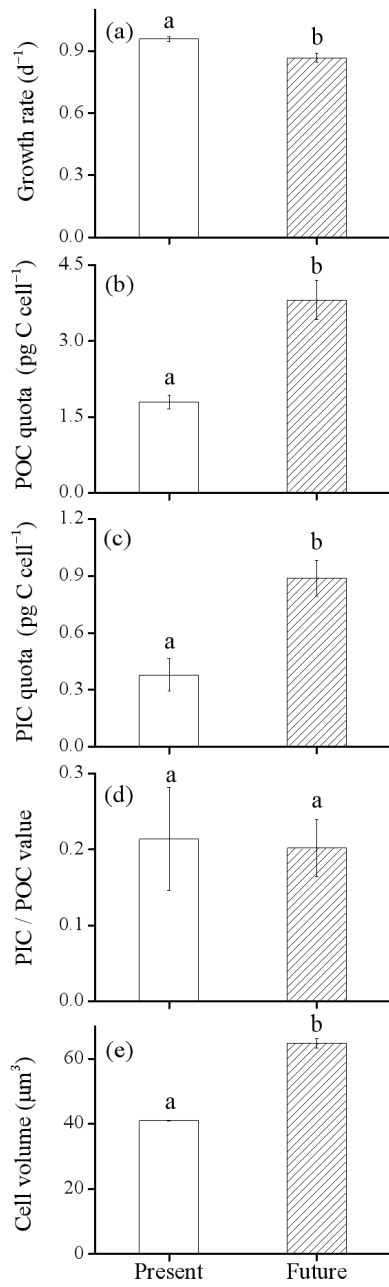 (a)
a
b
Growth rate (d⁻¹)
0.9
0.6
0.3
0.0
(b)
a
b
POC quota (pg C cell⁻¹)
4.5
3.0
1.5
0.0
(c)
a
b
PIC quota (pg C cell⁻¹)
1.2
0.9
0.6
0.3
0.0
(d)
a
a
PIC / POC value
0.3
0.2
0.1
0.0
(e)
a
b
Cell volume (μm³)
60
40
20
0
Present
Future